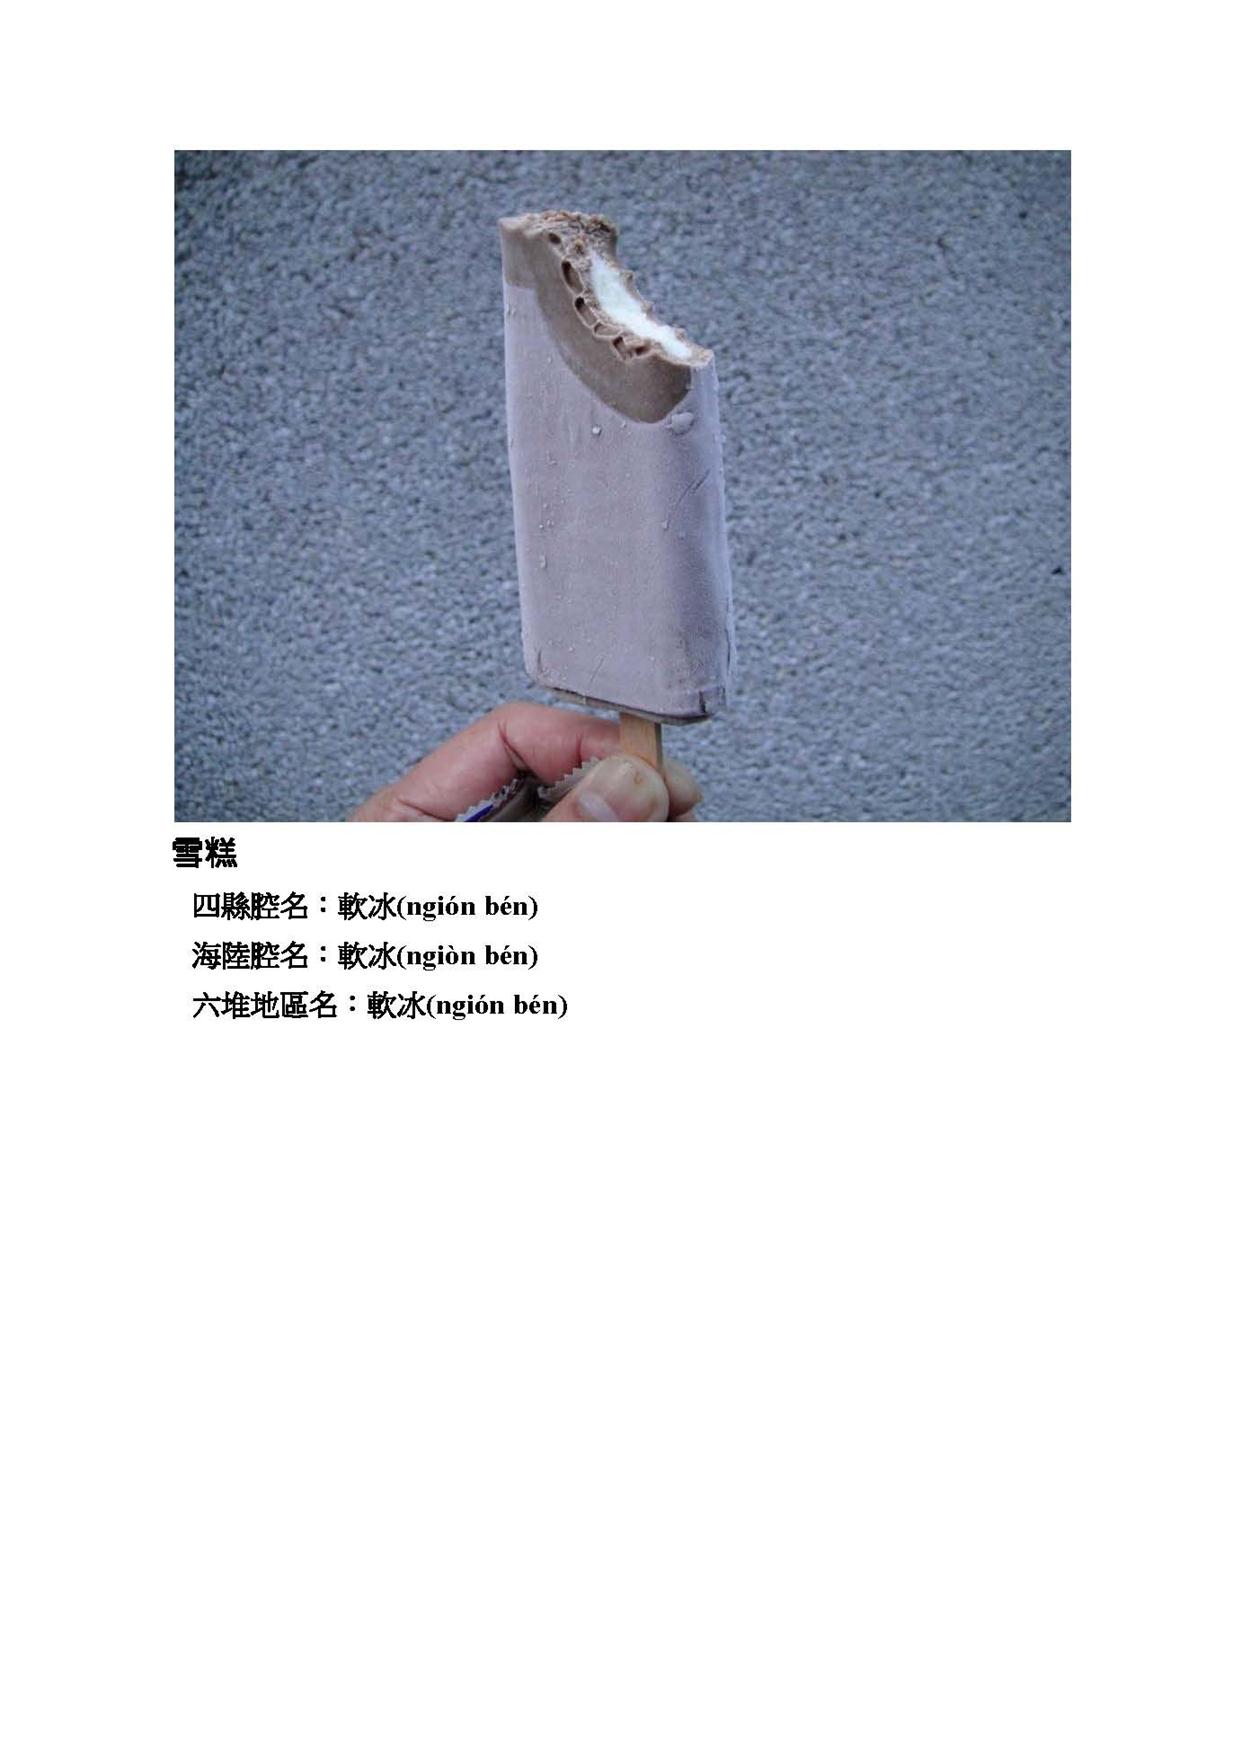 雪糕
四縣腔名：軟冰(ngión bén)
海陸腔名：軟冰(ngiòn bén)
六堆地區名：軟冰(ngión bén)